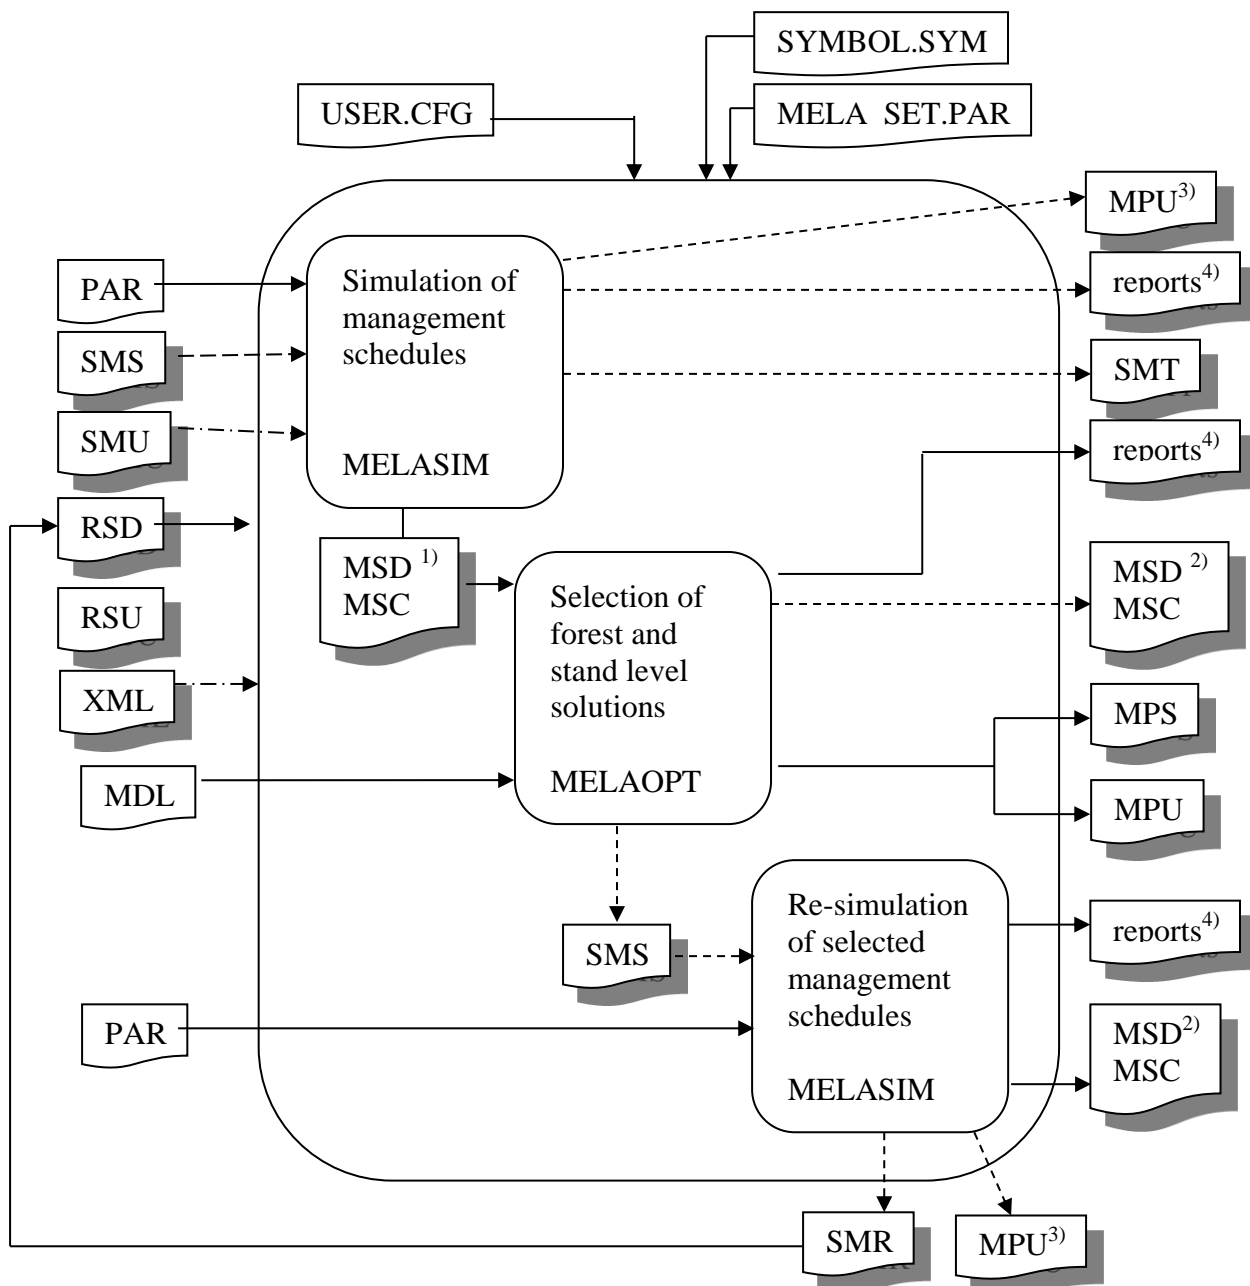 SYMBOL.SYM
USER.CFG
MELA SET.PAR
MPU3)
PAR
Simulation of
management
schedules
MELASIM
reports4)
SMS
SMT
SMU
reports4)
RSD
MSD 1)
MSC
MSD 2)
MSC
Selection of
forest and
stand level
solutions
MELAOPT
RSU
XML
MPS
MDL
MPU
Re-simulation
of selected
management
schedules
MELASIM
reports4)
SMS
PAR
MSD2)
MSC
SMR
MPU3)